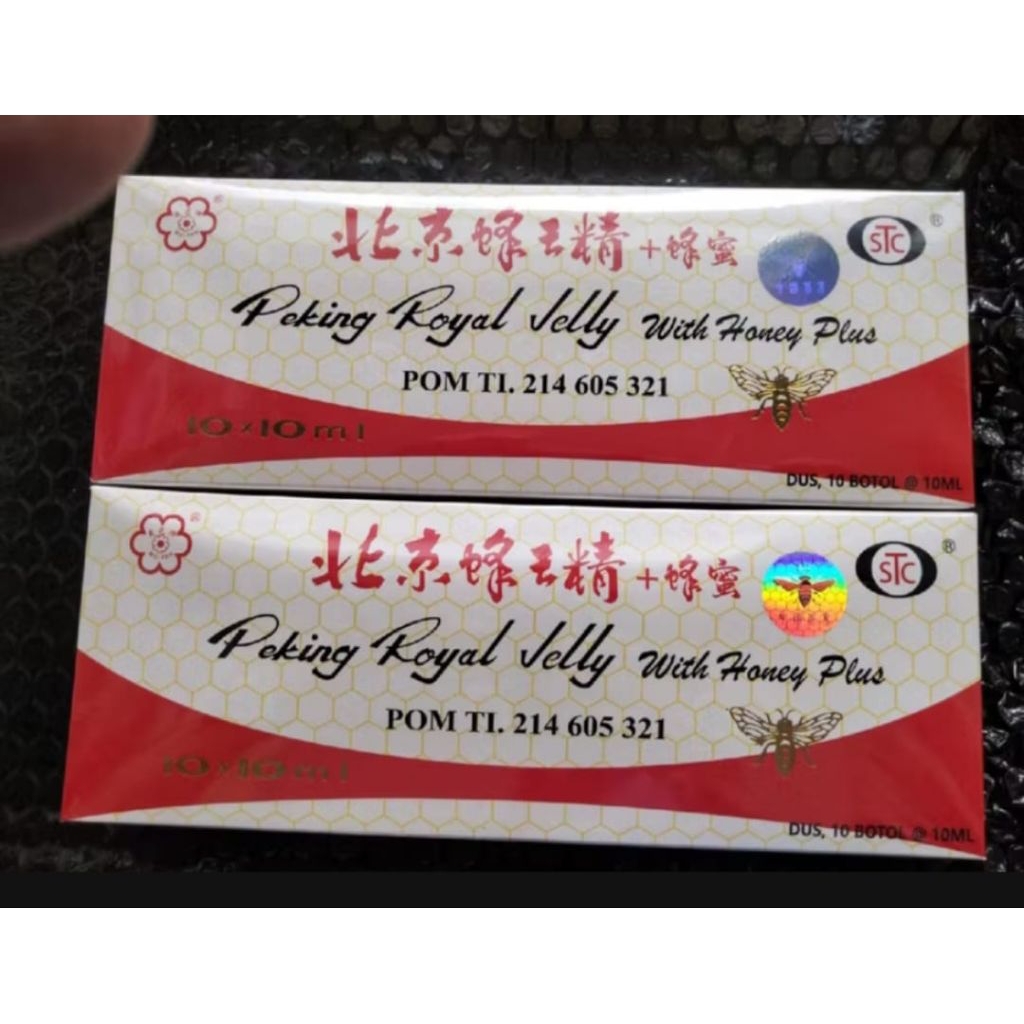 北京蜂王精+蜂蜜
STC ®
Peking Royal Jelly With Honey Plus
POM TI. 214 605 321
10×10ml
DUS, 10 BOTOL @ 10ML
北京蜂王精+蜂蜜
STC ®
Peking Royal Jelly With Honey Plus
POM TI. 214 605 321
10×10ml
DUS, 10 BOTOL @ 10ML